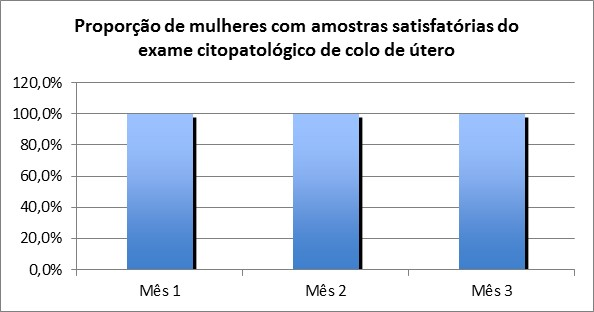 Proporção de mulheres com amostras satisfatórias do
exame citopatológico de colo de útero
120,0%
100,0%
80,0%
60,0%
40,0%
20,0%
0,0%
Mês 1
Mês 2
Mês 3